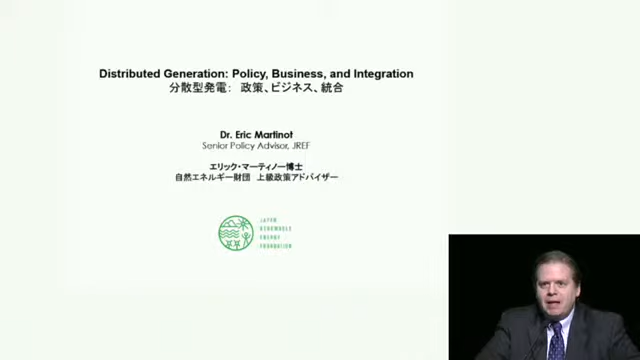 Distributed Generation: Policy, Business, and Integration
分散型発電： 政策、ビジネス、統合
Dr. Eric Martinot
Senior Policy Advisor, JREF
エリック・マーティノー博士
自然エネルギー財団　上級政策アドバイザー
JAPAN
RENEWABLE
ENERGY
FOUNDATION